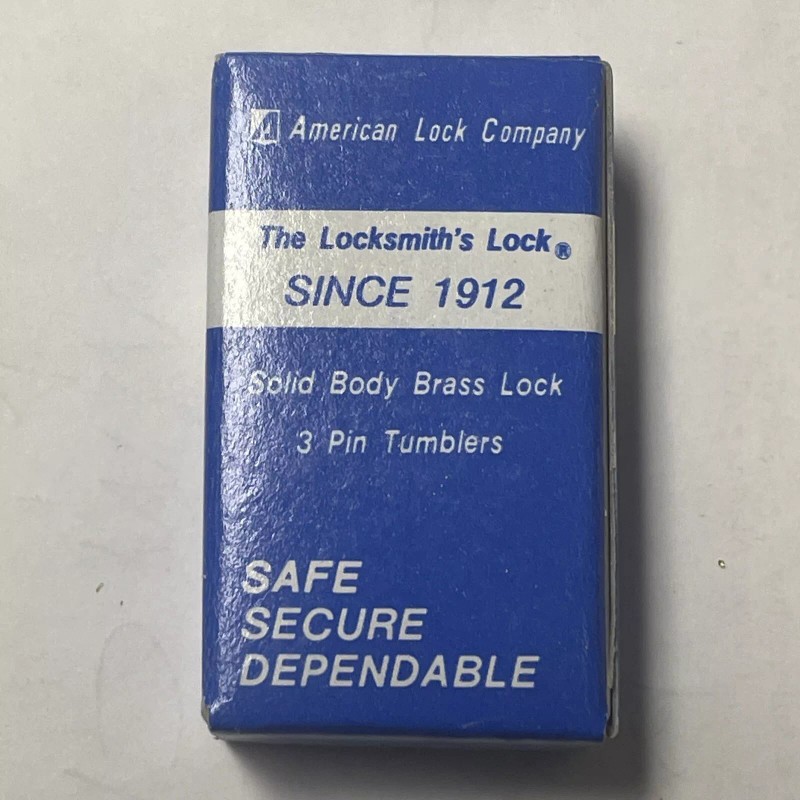 American Lock Company
The Locksmith's Lock®
SINCE 1912
Solid Body Brass Lock
3 Pin Tumblers
SAFE
SECURE
DEPENDABLE